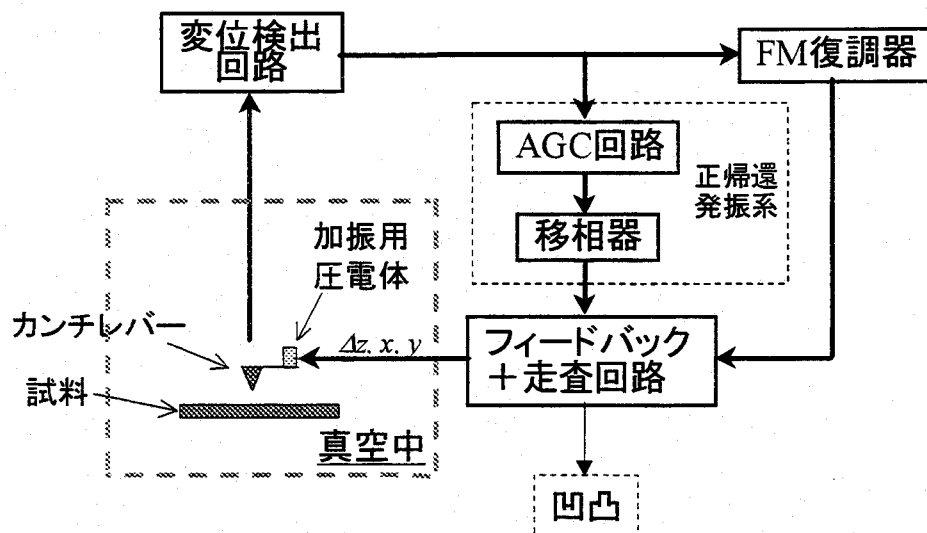 変位検出
回路
FM復調器
AGC回路
正帰還
発振系
移相器
加振用
圧電体
カンチレバー
Δz, x, y
フィードバック
+走査回路
試料
真空中
凹凸